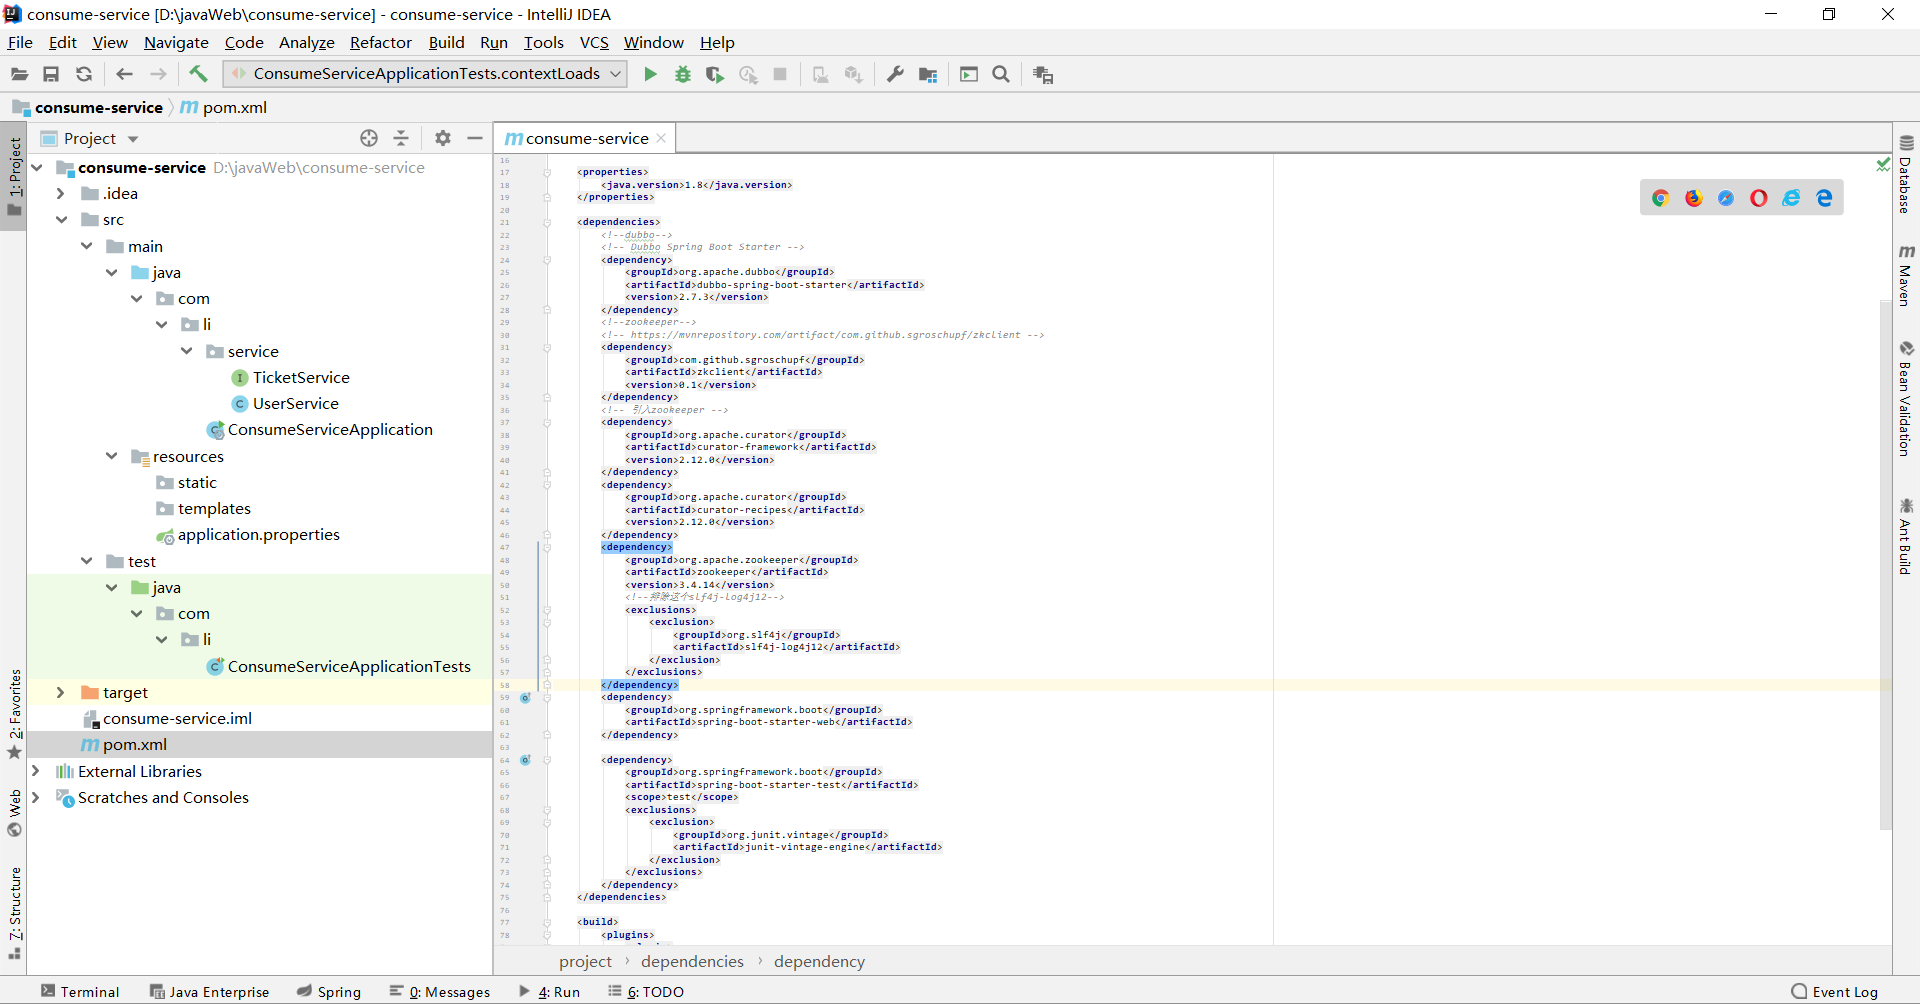 consume-service [D:\javaWeb\consume-service] - consume-service - IntelliJ IDEA
File Edit View Navigate Code Analyze Refactor Build Run Tools VCS Window Help
ConsumeServiceApplicationTests.contextLoads
consume-service pom.xml
Project
consume-service
1: Project
2: Favorites
Web
7: Structure
consume-service D:\javaWeb\consume-service
.idea
src
main
java
com
li
service
TicketService
UserService
ConsumeServiceApplication
resources
static
templates
application.properties
test
java
com
li
ConsumeServiceApplicationTests
target
consume-service.iml
pom.xml
External Libraries
Scratches and Consoles
16
17 <properties>
18 <java.version>1.8</java.version>
19 </properties>
20
21 <dependencies>
22 <!--dubbo-->
23 <!-- Dubbo Spring Boot Starter -->
24 <dependency>
25 <groupId>org.apache.dubbo</groupId>
26 <artifactId>dubbo-spring-boot-starter</artifactId>
27 <version>2.7.3</version>
28 </dependency>
29 <!--zookeeper-->
30 <!-- https://mvnrepository.com/artifact/com.github.sgroschupf/zkclient -->
31 <dependency>
32 <groupId>com.github.sgroschupf</groupId>
33 <artifactId>zkclient</artifactId>
34 <version>0.1</version>
35 </dependency>
36 <!-- 引入zookeeper -->
37 <dependency>
38 <groupId>org.apache.curator</groupId>
39 <artifactId>curator-framework</artifactId>
40 <version>2.12.0</version>
41 </dependency>
42 <dependency>
43 <groupId>org.apache.curator</groupId>
44 <artifactId>curator-recipes</artifactId>
45 <version>2.12.0</version>
46 </dependency>
47 <dependency>
48 <groupId>org.apache.zookeeper</groupId>
49 <artifactId>zookeeper</artifactId>
50 <version>3.4.14</version>
51 <!--排除这个slf4j-log4j12-->
52 <exclusions>
53 <exclusion>
54 <groupId>org.slf4j</groupId>
55 <artifactId>slf4j-log4j12</artifactId>
56 </exclusion>
57 </exclusions>
58 </dependency>
59 <dependency>
60 <groupId>org.springframework.boot</groupId>
61 <artifactId>spring-boot-starter-web</artifactId>
62 </dependency>
63
64 <dependency>
65 <groupId>org.springframework.boot</groupId>
66 <artifactId>spring-boot-starter-test</artifactId>
67 <scope>test</scope>
68 <exclusions>
69 <exclusion>
70 <groupId>org.junit.vintage</groupId>
71 <artifactId>junit-vintage-engine</artifactId>
72 </exclusion>
73 </exclusions>
74 </dependency>
75 </dependencies>
76
77 <build>
78 <plugins>
project › dependencies › dependency
Database
Maven
Bean Validation
Ant Build
Terminal Java Enterprise Spring 0: Messages 4: Run 6: TODO Event Log